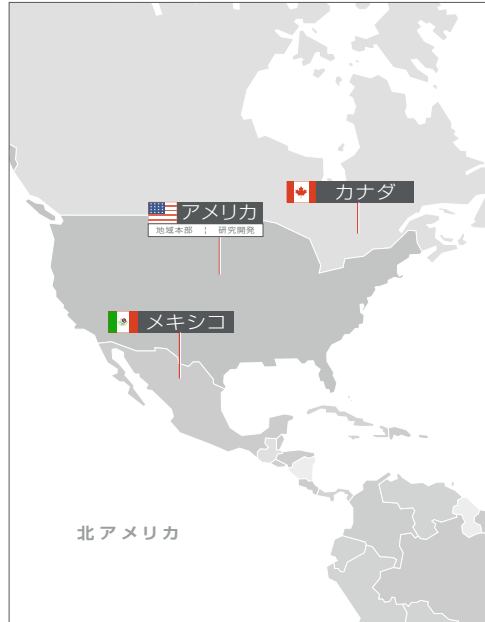 カナダ
アメリカ
地域本部 ¦ 研究開発
メキシコ
北アメリカ